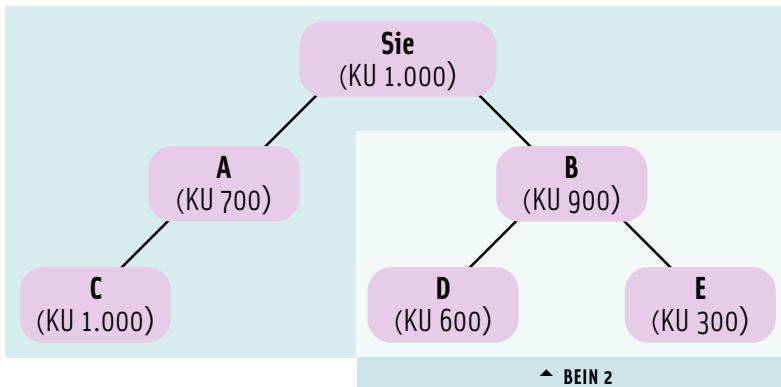 Sie
(KU 1.000)
A
(KU 700)
B
(KU 900)
C
(KU 1.000)
D
(KU 600)
E
(KU 300)
BEIN 2